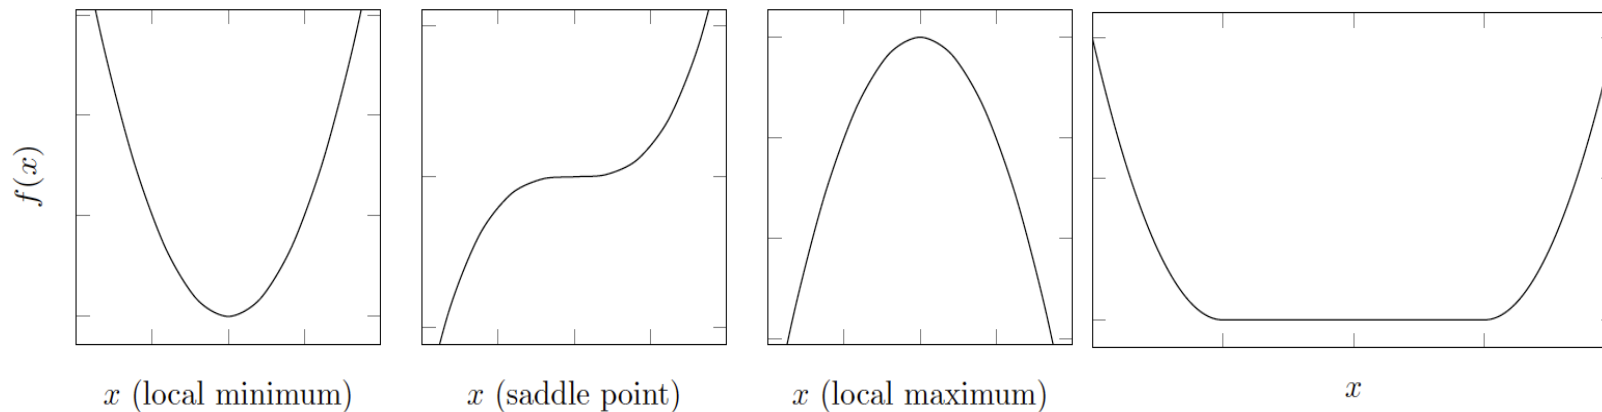 f(x)
x (local minimum)
x (saddle point)
x (local maximum)
x